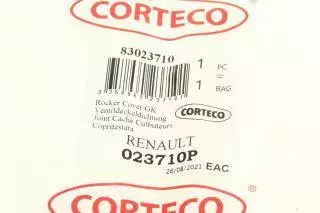 CORTECO
83023710
1 PC
=
1 BAG
Rocker Cover GK
Ventildeckeldichtung
Joint Cache Culbuteurs
Copritestata
CORTECO
RENAULT
023710P
26/08/2021 EAC
CORTECO